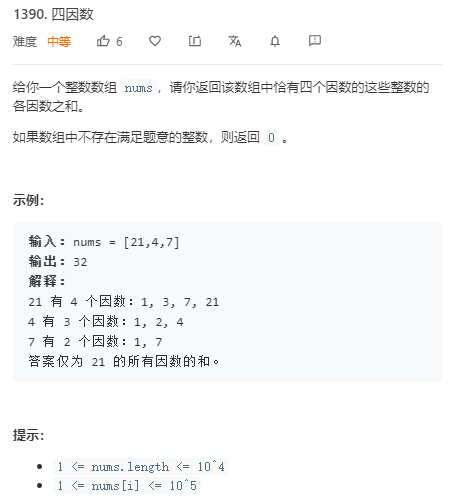 1390. 四因数
难度 中等 6
给你一个整数数组 nums，请你返回该数组中恰有四个因数的这些整数的
各因数之和。
如果数组中不存在满足题意的整数，则返回 0 。
示例：
输入：nums = [21,4,7]
输出：32
解释：
21 有 4 个因数：1, 3, 7, 21
4 有 3 个因数：1, 2, 4
7 有 2 个因数：1, 7
答案仅为 21 的所有因数的和。
提示：
• 1 <= nums.length <= 10^4
• 1 <= nums[i] <= 10^5